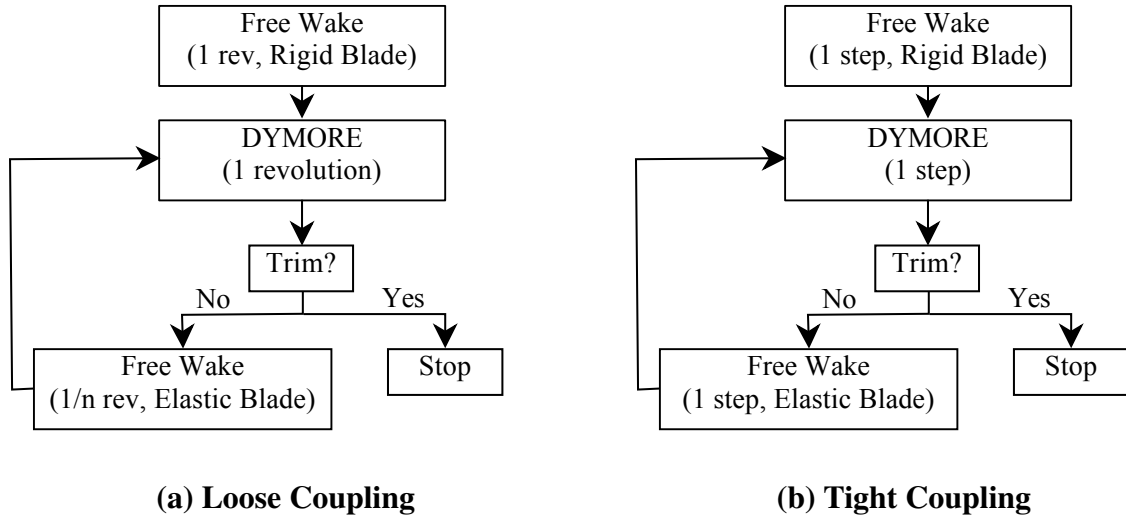 Free Wake
(1 rev, Rigid Blade)
DYMORE
(1 revolution)
Trim?
No
Yes
Free Wake
(1/n rev, Elastic Blade)
Stop
(a) Loose Coupling
Free Wake
(1 step, Rigid Blade)
DYMORE
(1 step)
Trim?
No
Yes
Free Wake
(1 step, Elastic Blade)
Stop
(b) Tight Coupling